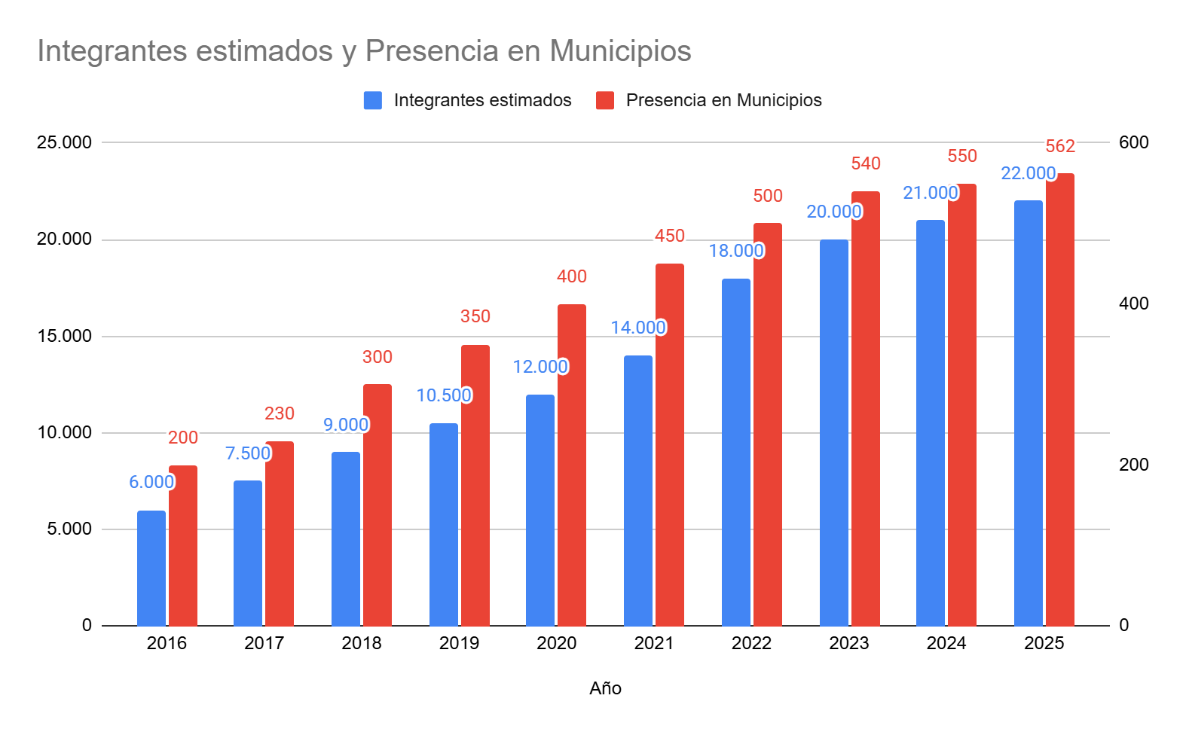 Integrantes estimados y Presencia en Municipios
Integrantes estimados Presencia en Municipios
25.000 600
20.000
15.000 400
10.000 200
5.000
0 0
6.000 7.500 9.000 10.500 12.000 14.000 18.000 20.000 21.000 22.000
200 230 300 350 400 450 500 540 550 562
2016 2017 2018 2019 2020 2021 2022 2023 2024 2025
Año